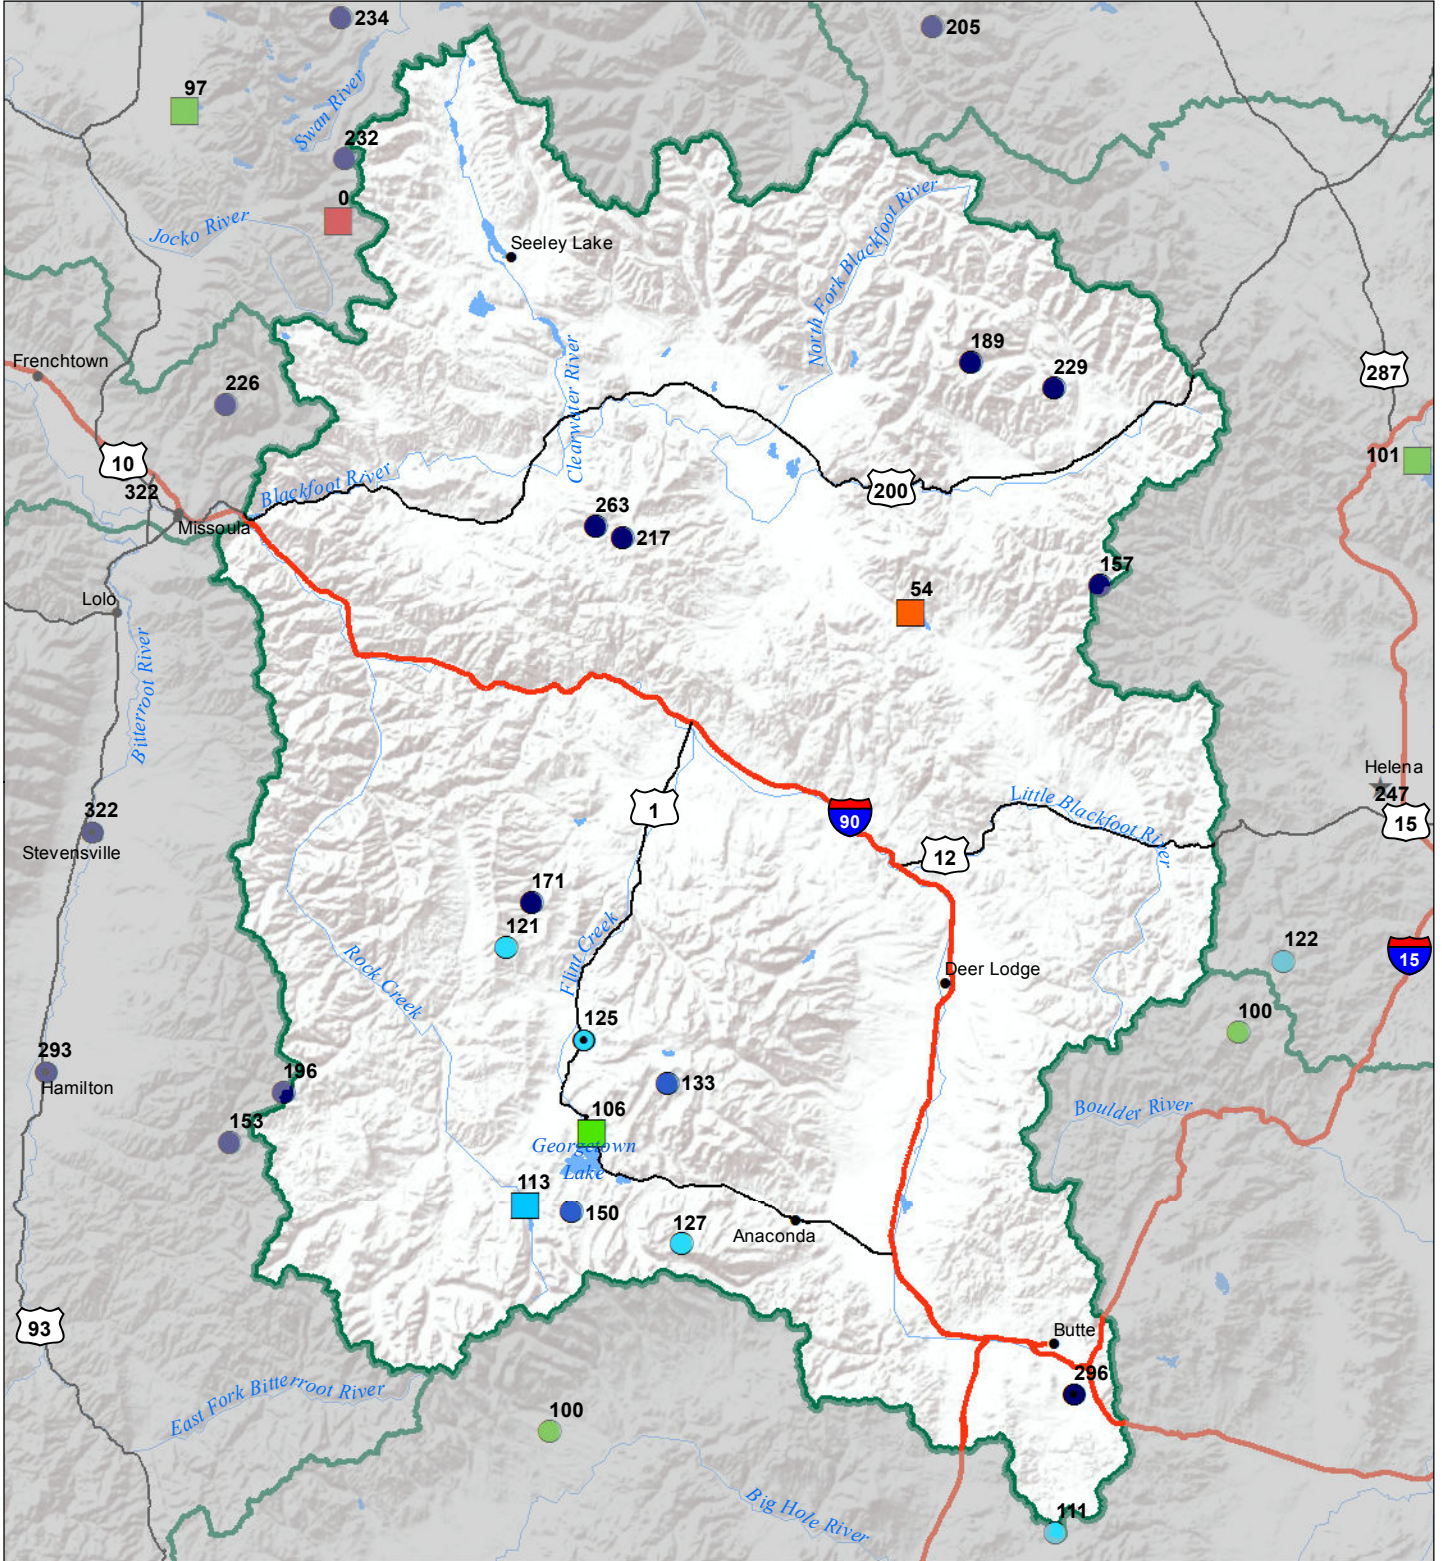 234
205
97
Swan River
232
0
Jocko River
North Fork Blackfoot River
Seeley Lake
Frenchtown
189
229
287
226
Clearwater River
10
101
322
Blackfoot River
200
Missoula
263
217
157
54
Lolo
Bitterroot River
Helena
247
15
1
90
Little Blackfoot River
322
12
Stevensville
171
121
Flint Creek
122
15
Rock Creek
Deer Lodge
125
100
293
Hamilton
196
133
106
Boulder River
153
Georgetown
Lake
113
150
127
Anaconda
93
Butte
296
East Fork Bitterroot River
100
Big Hole River
111